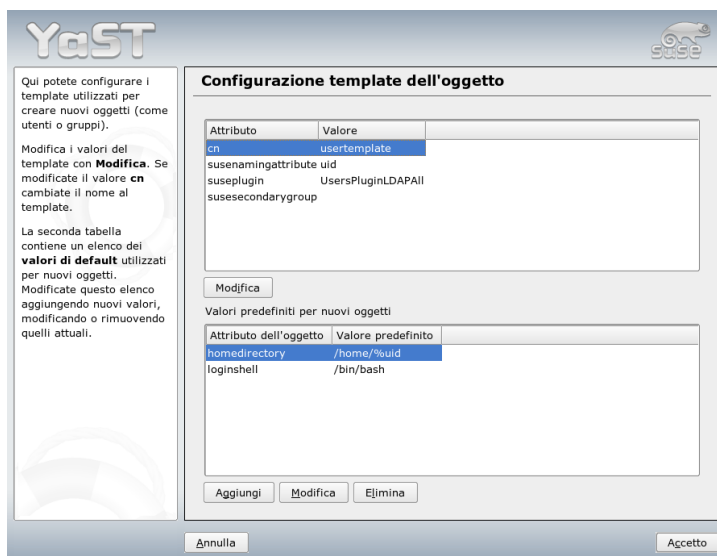 YaST
SUSE
Qui potete configurare i
template utilizzati per
creare nuovi oggetti (come
utenti o gruppi).
Modifica i valori del
template con Modifica. Se
modificate il valore cn
cambiate il nome al
template.
La seconda tabella
contiene un elenco dei
valori di default utilizzati
per nuovi oggetti.
Modificate questo elenco
aggiungendo nuovi valori,
modificando o rimuovendo
quelli attuali.
Configurazione template dell'oggetto
Attributo Valore
cn usertemplate
susenamingattribute uid
suseplugin UsersPluginLDAPAll
susesecondarygroup
Modifica
Valori predefiniti per nuovi oggetti
Attributo dell'oggetto Valore predefinito
homedirectory /home/%uid
loginshell /bin/bash
Aggiungi Modifica Elimina
Annulla Accetto